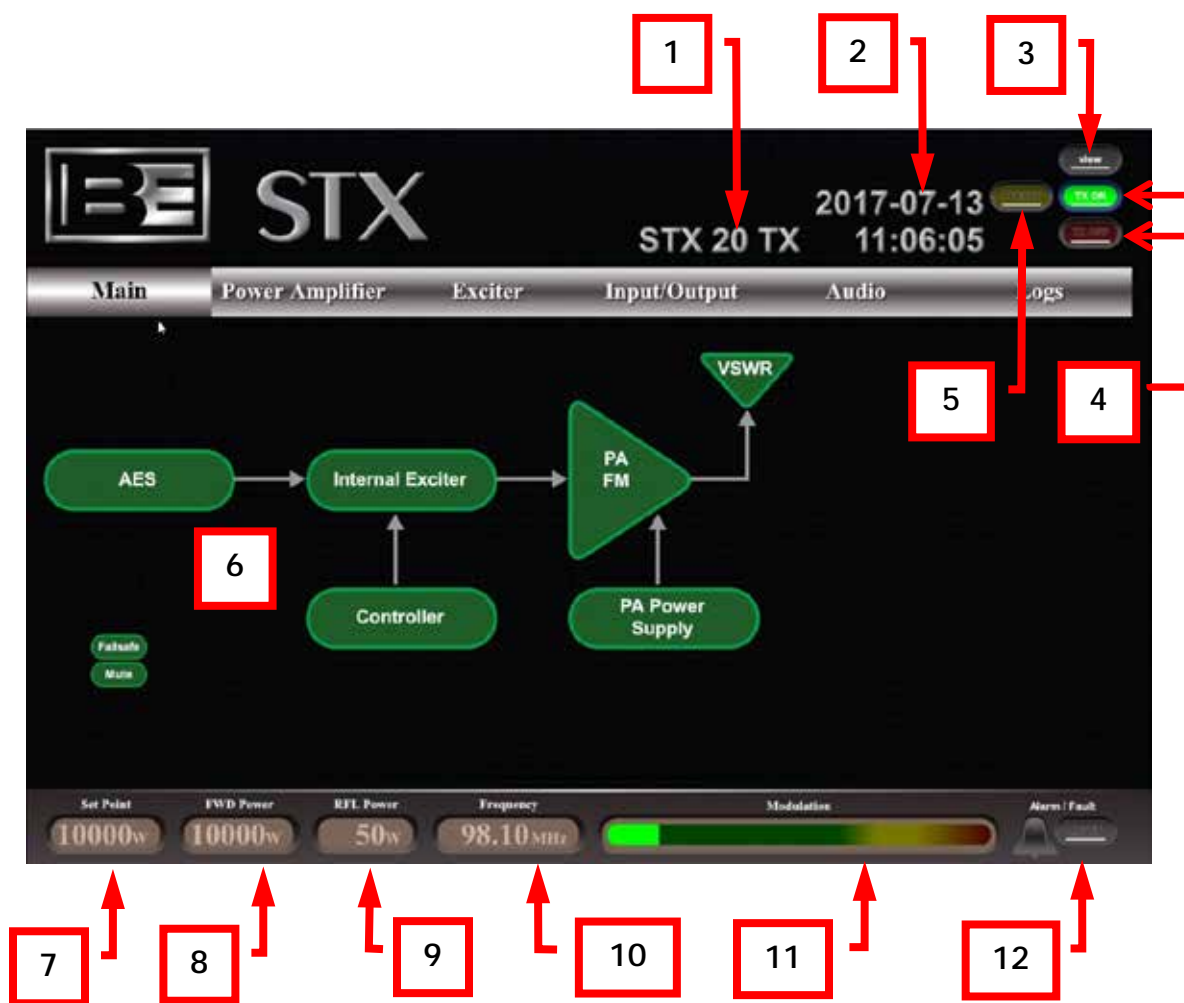 1
2
3
view
BE STX
2017-07-13
TX ON
STX 20 TX
11:06:05
Main
Power Amplifier
Exciter
Input/Output
Audio
Logs
VSWR
5
4
AES
Internal Exciter
PA
FM
6
Controller
PA Power
Supply
Failsafe
Mute
Set Point
FWD Power
RFL Power
Frequency
Modulation
Alarm / Fault
10000W
10000W
50W
98.10 MHz
7
8
9
10
11
12